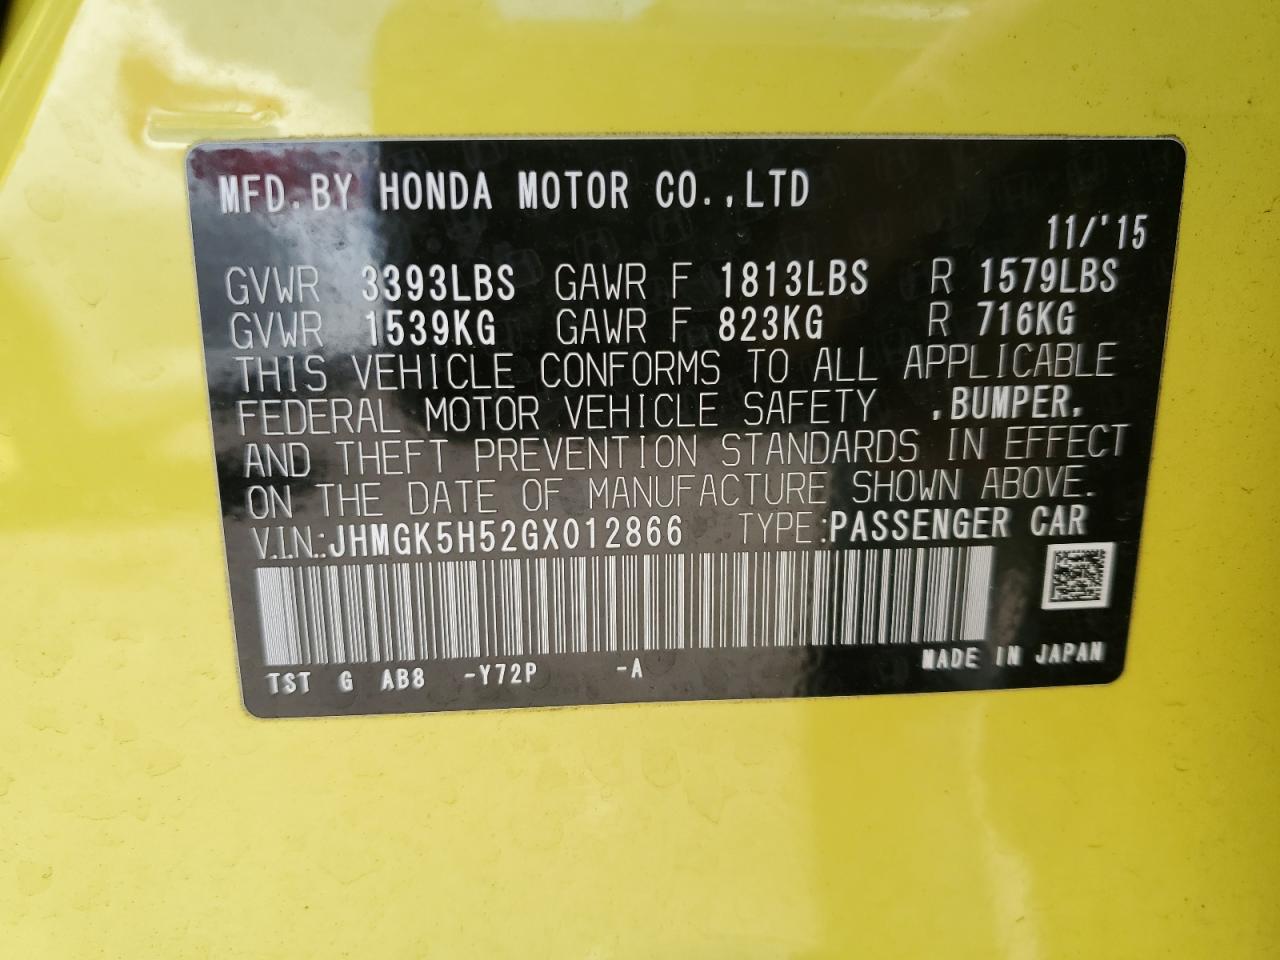 MFD.BY HONDA MOTOR CO.,LTD
11/'15
GVWR 3393LBS GAWR F 1813LBS R 1579LBS
GVWR 1539KG GAWR F 823KG R 716KG
THIS VEHICLE CONFORMS TO ALL APPLICABLE
FEDERAL MOTOR VEHICLE SAFETY ,BUMPER,
AND THEFT PREVENTION STANDARDS IN EFFECT
ON THE DATE OF MANUFACTURE SHOWN ABOVE.
V.I.N.:JHMGK5H52GX012866 TYPE:PASSENGER CAR
TST G AB8 -Y72P -A MADE IN JAPAN